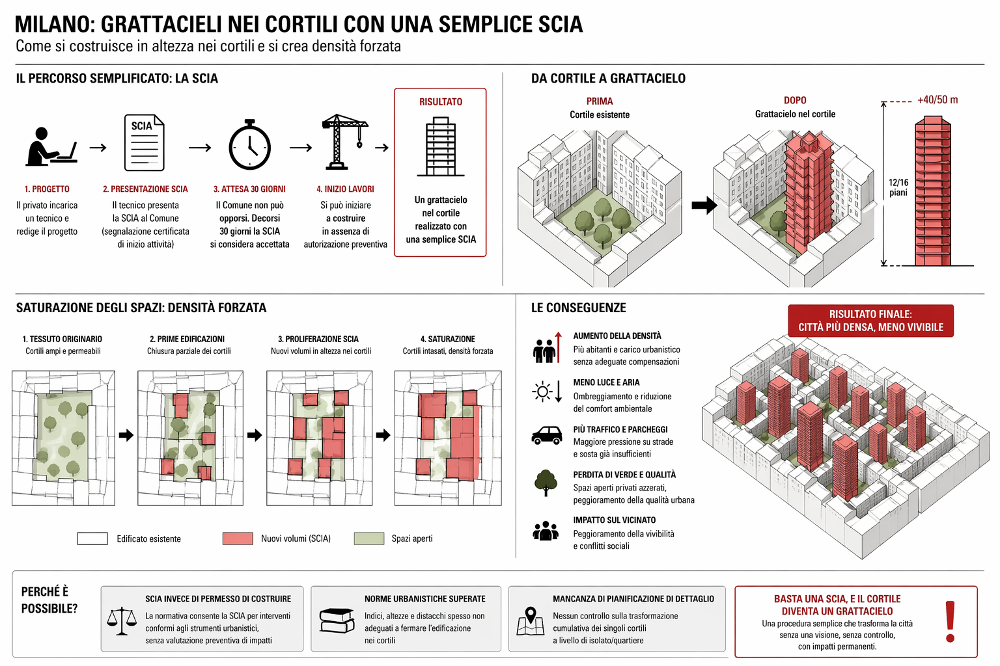 MILANO: GRATTACIELI NEI CORTILI CON UNA SEMPLICE SCIA
Come si costruisce in altezza nei cortili e si crea densità forzata
IL PERCORSO SEMPLIFICATO: LA SCIA
SCIA
1. PROGETTO
Il privato incarica
un tecnico e
redige il progetto
2. PRESENTAZIONE SCIA
Il tecnico presenta
la SCIA al Comune
(segnalazione certificata
di inizio attività)
3. ATTESA 30 GIORNI
Il Comune non può
opporsi. Decorsi
30 giorni la SCIA
si considera accettata
4. INIZIO LAVORI
Si può iniziare
a costruire
in assenza di
autorizzazione preventiva
RISULTATO
Un grattacielo
nel cortile
realizzato con
una semplice SCIA
DA CORTILE A GRATTACIELO
PRIMA
Cortile esistente
DOPO
Grattacielo nel cortile
+40/50 m
12/16
piani
SATURAZIONE DEGLI SPAZI: DENSITÀ FORZATA
1. TESSUTO ORIGINARIO
Cortili ampi e permeabili
2. PRIME EDIFICAZIONI
Chiusura parziale dei cortili
3. PROLIFERAZIONE SCIA
Nuovi volumi in altezza nei cortili
4. SATURAZIONE
Cortili intasati, densità forzata
Edificato esistente
Nuovi volumi (SCIA)
Spazi aperti
LE CONSEGUENZE
AUMENTO DELLA DENSITÀ
Più abitanti e carico urbanistico
senza adeguate compensazioni
MENO LUCE E ARIA
Ombreggiamento e riduzione
del comfort ambientale
PIÙ TRAFFICO E PARCHEGGI
Maggiore pressione su strade
e sosta già insufficienti
PERDITA DI VERDE E QUALITÀ
Spazi aperti privati azzerati,
peggioramento della qualità urbana
IMPATTO SUL VICINATO
Peggioramento della vivibilità
e conflitti sociali
RISULTATO FINALE:
CITTÀ PIÙ DENSA, MENO VIVIBILE
PERCHÉ È
POSSIBILE?
SCIA INVECE DI PERMESSO DI COSTRUIRE
La normativa consente la SCIA per interventi
conformi agli strumenti urbanistici,
senza valutazione preventiva di impatti
NORME URBANISTICHE SUPERATE
Indici, altezze e distacchi spesso non
adeguati a fermare l'edificazione
nei cortili
MANCANZA DI PIANIFICAZIONE DI DETTAGLIO
Nessun controllo sulla trasformazione
cumulativa dei singoli cortili
a livello di isolato/quartiere
BASTA UNA SCIA, E IL CORTILE
DIVENTA UN GRATTACIELO
Una procedura semplice che trasforma la città
senza una visione, senza controllo,
con impatti permanenti.
!